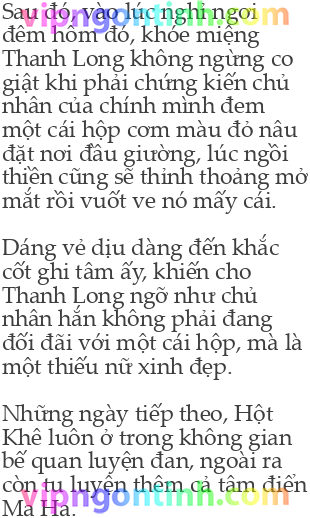 Sau đó, vào lúc nghỉ ngơi
vipngontinh.com
đêm hôm đó, khóe miệng
Thanh Long không ngừng co
giật khi phải chứng kiến chủ
nhân của chính mình đem
một cái hộp cơm màu đỏ nâu
đặt nơi đầu giường, lúc ngồi
thiền cũng sẽ thỉnh thoảng mở
mắt rồi vuốt ve nó mấy cái.
Dáng vẻ dịu dàng đến khắc
cốt ghi tâm ấy, khiến cho
Thanh Long ngỡ như chủ
nhân hắn không phải đang
đối đãi với một cái hộp, mà là
một thiếu nữ xinh đẹp.
Những ngày tiếp theo, Hột
Khê luôn ở trong không gian
bế quan luyện đan, ngoài ra
còn tu luyện thêm cả tâm điển
vipngontinh.com
Ma Ha.